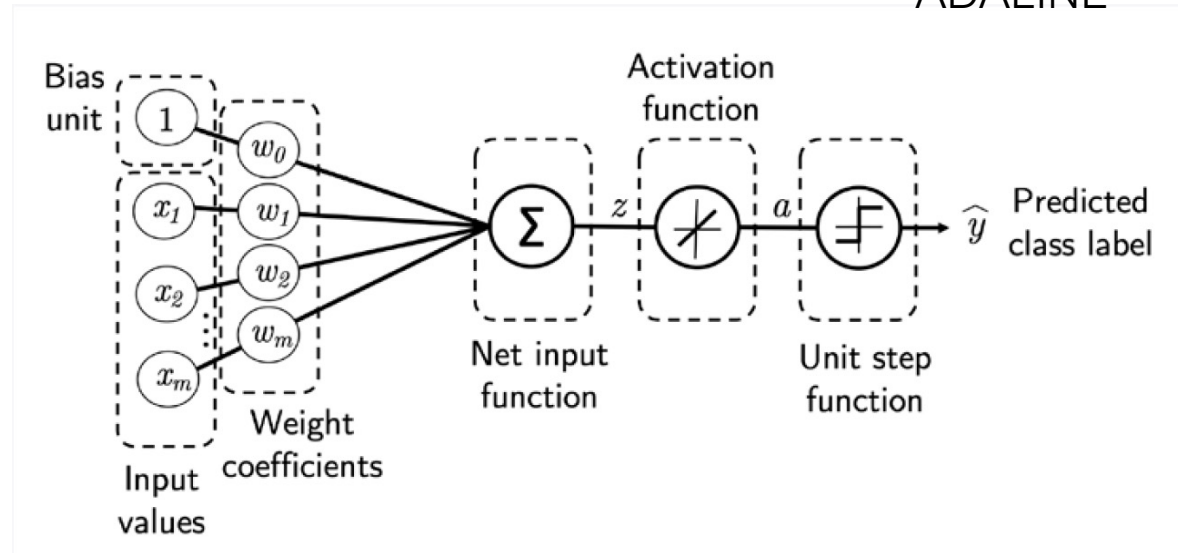 ADALINE
Bias
unit
1
w₀
x₁
w₁
x₂
w₂
⋮
xₘ
wₘ
Input
values
Weight
coefficients
Σ
Net input
function
z
Activation
function
a
Unit step
function
ŷ
Predicted
class label